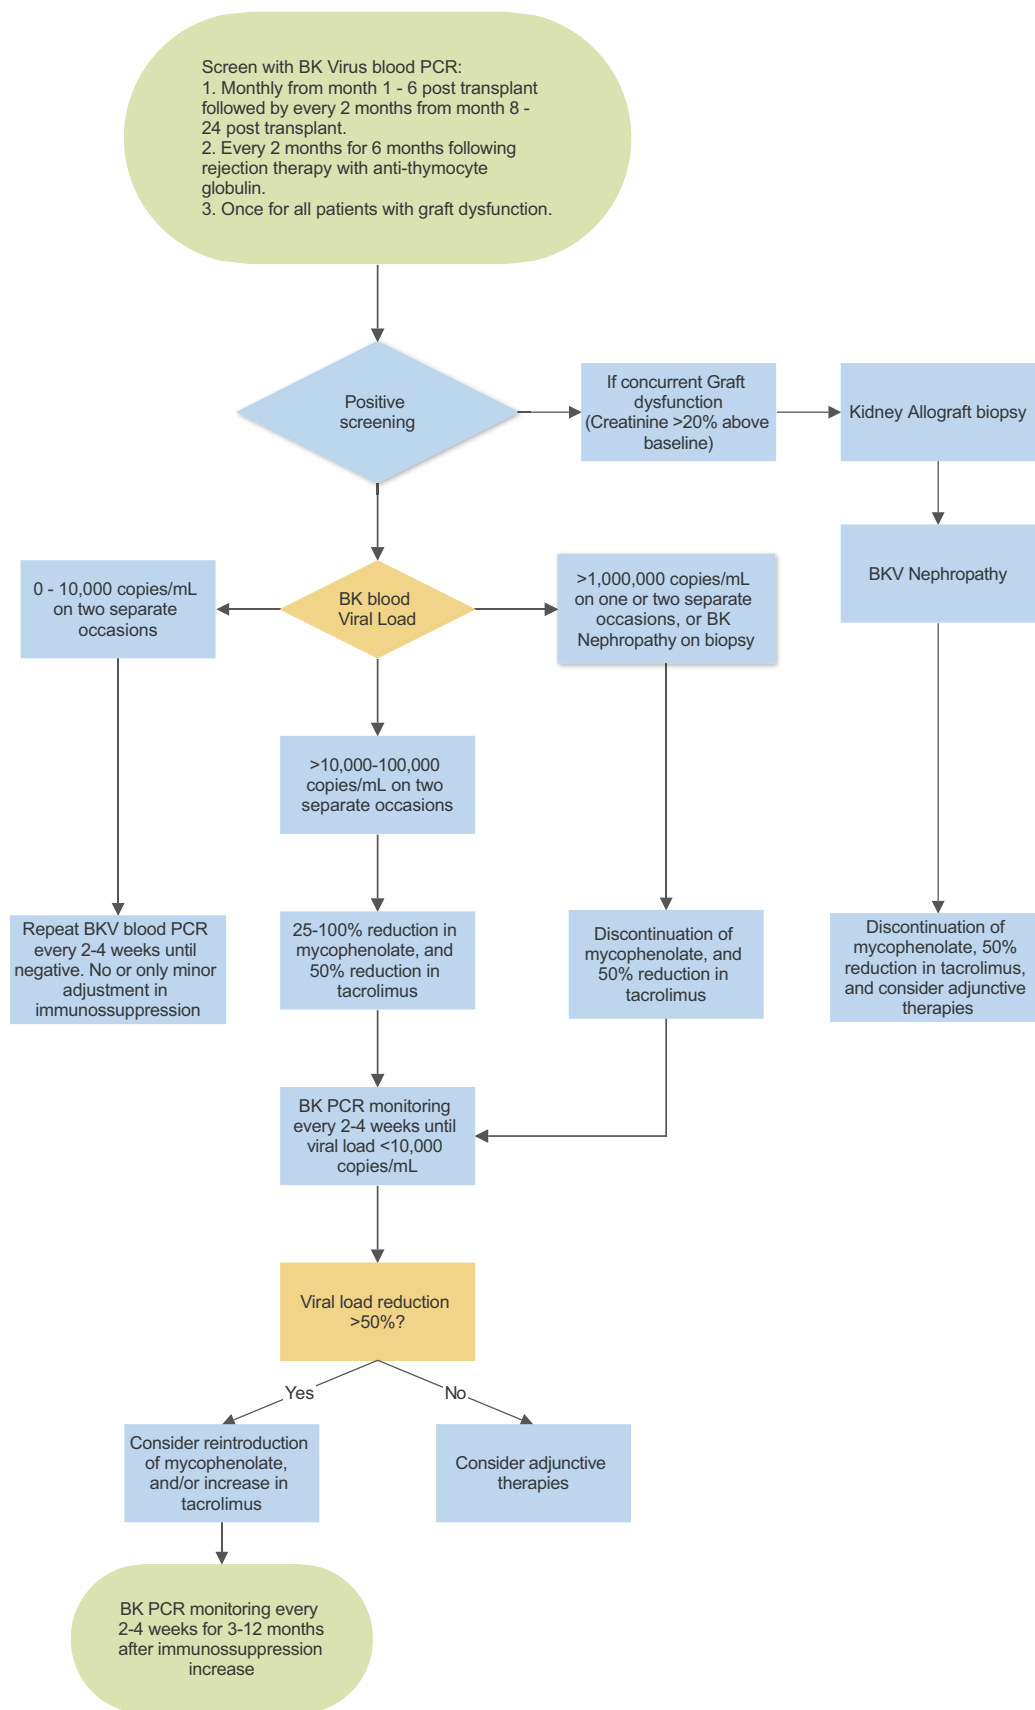 Screen with BK Virus blood PCR:
1. Monthly from month 1 - 6 post transplant
followed by every 2 months from month 8 -
24 post transplant.
2. Every 2 months for 6 months following
rejection therapy with anti-thymocyte
globulin.
3. Once for all patients with graft dysfunction.
Positive
screening
If concurrent Graft
dysfunction
(Creatinine >20% above
baseline)
Kidney Allograft biopsy
BKV Nephropathy
0 - 10,000 copies/mL
on two separate
occasions
BK blood
Viral Load
>1,000,000 copies/mL
on one or two separate
occasions, or BK
Nephropathy on biopsy
>10,000-100,000
copies/mL on two
separate occasions
Repeat BKV blood PCR
every 2-4 weeks until
negative. No or only minor
adjustment in
immunossuppression
25-100% reduction in
mycophenolate, and
50% reduction in
tacrolimus
Discontinuation of
mycophenolate, and
50% reduction in
tacrolimus
Discontinuation of
mycophenolate, 50%
reduction in tacrolimus,
and consider adjunctive
therapies
BK PCR monitoring
every 2-4 weeks until
viral load <10,000
copies/mL
Viral load reduction
>50%?
Yes
No
Consider reintroduction
of mycophenolate,
and/or increase in
tacrolimus
Consider adjunctive
therapies
BK PCR monitoring every
2-4 weeks for 3-12 months
after immunossuppression
increase